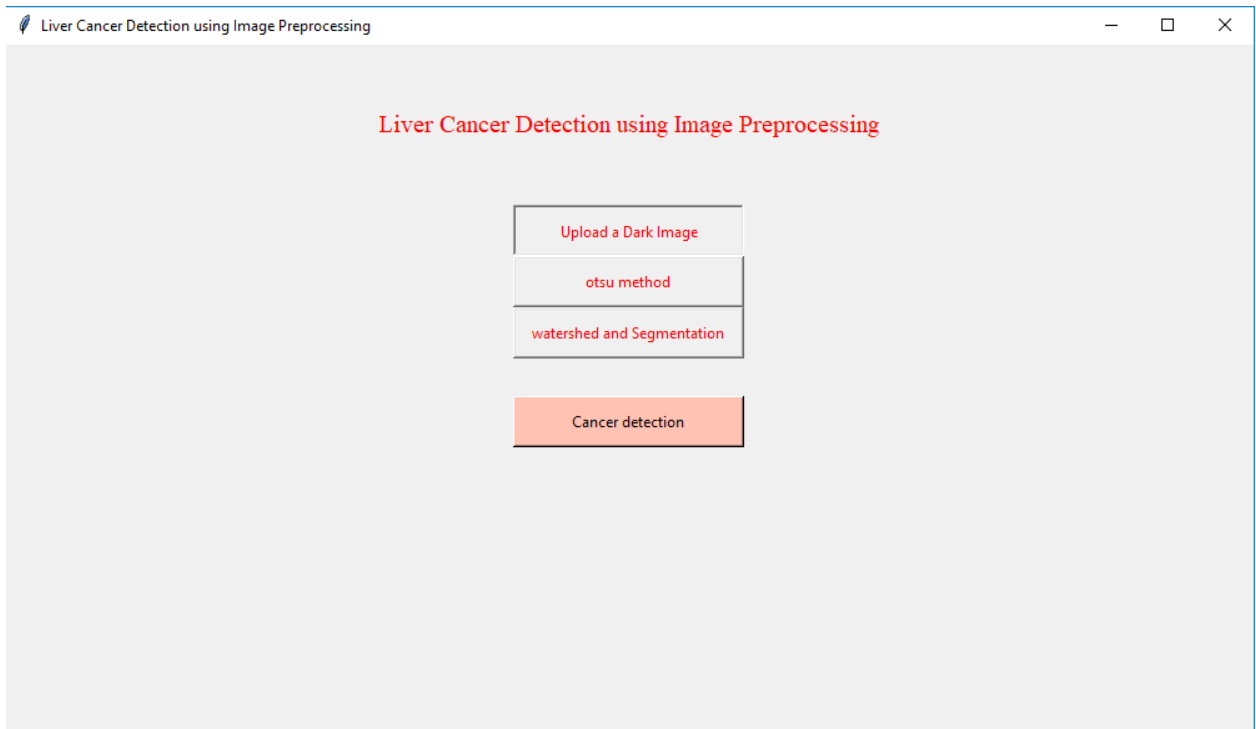 Liver Cancer Detection using Image Preprocessing
Liver Cancer Detection using Image Preprocessing
Upload a Dark Image
otsu method
watershed and Segmentation
Cancer detection